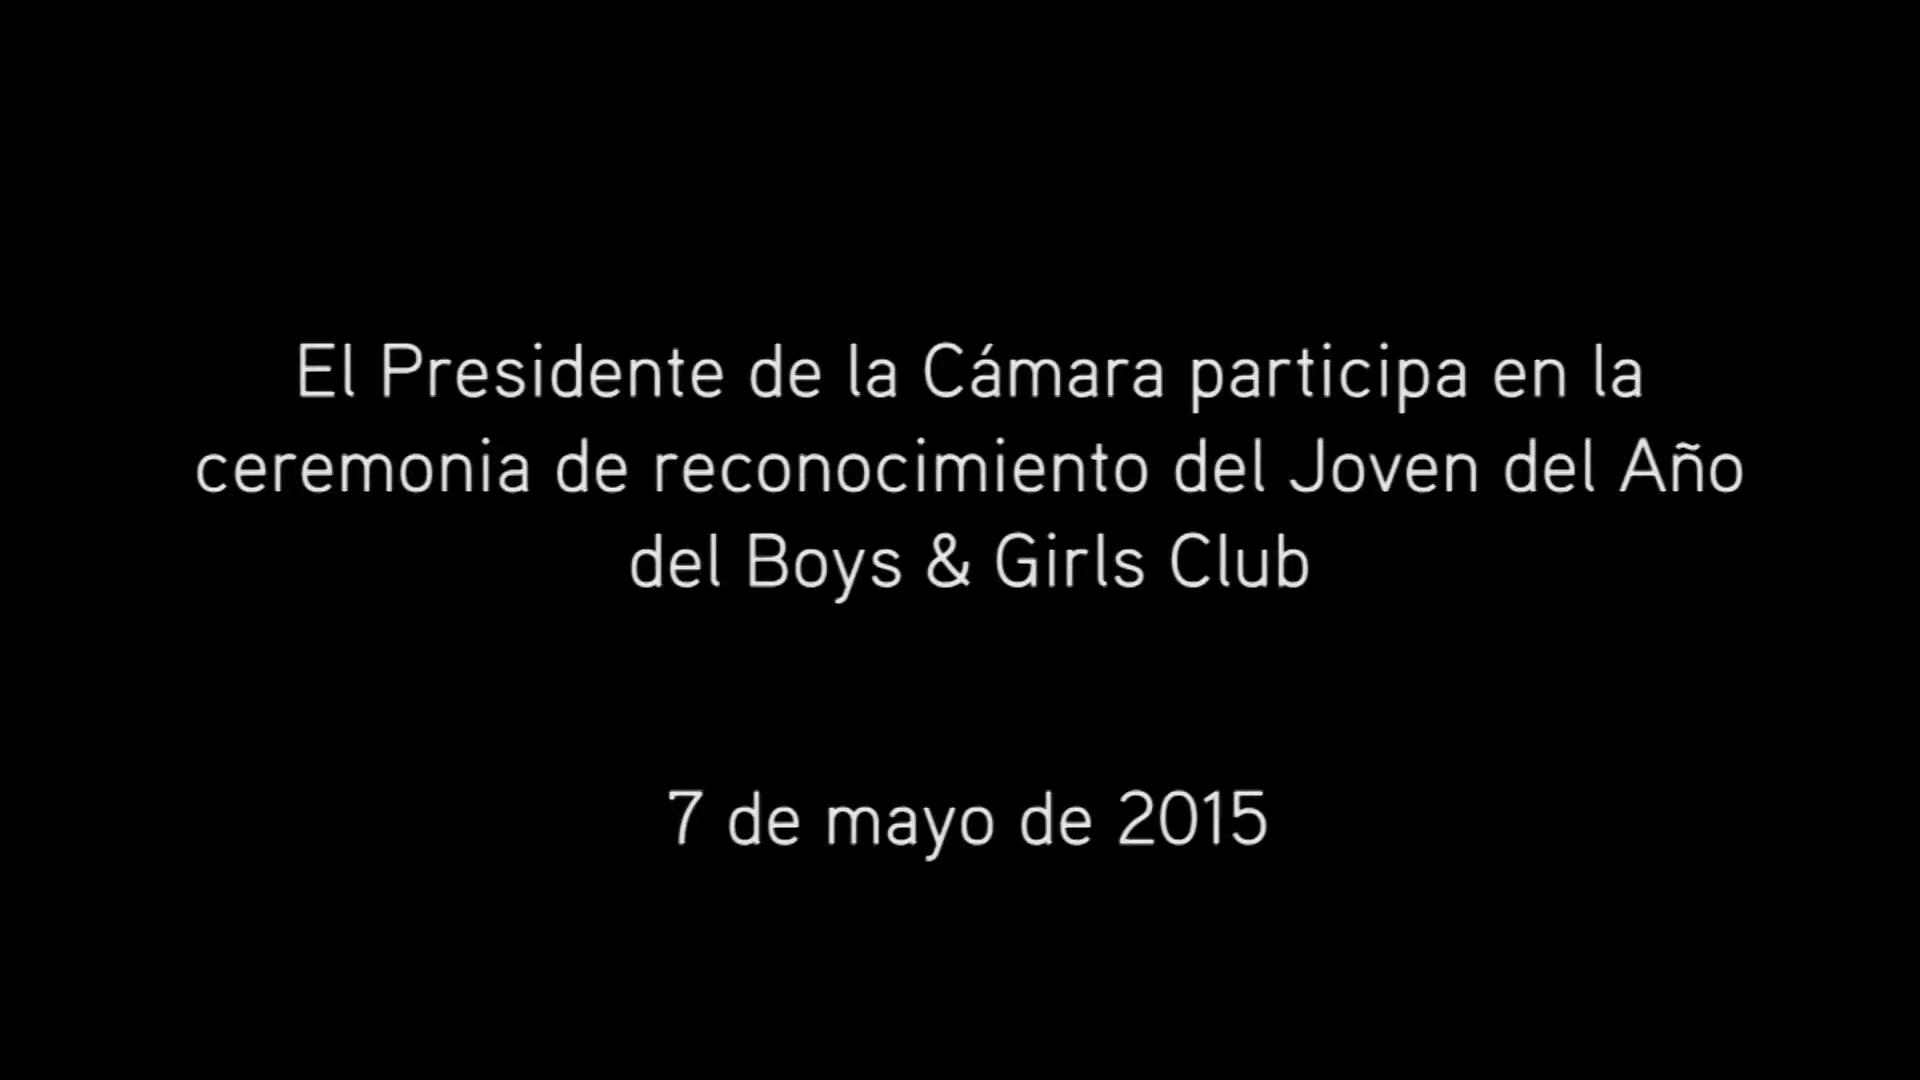 El Presidente de la Cámara participa en la
ceremonia de reconocimiento del Joven del Año
del Boys & Girls Club
7 de mayo de 2015